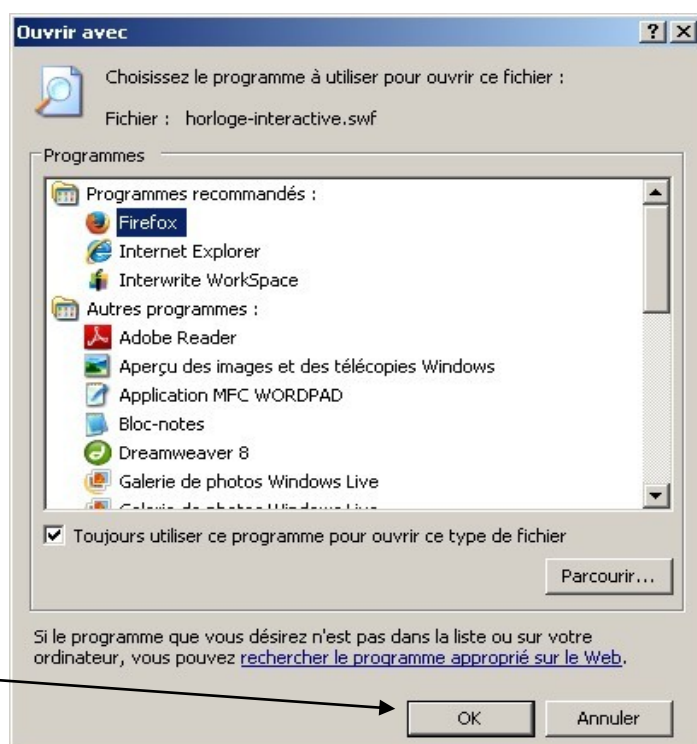 Ouvrir avec
Choisissez le programme à utiliser pour ouvrir ce fichier :
Fichier : horloge-interactive.swf
Programmes
Programmes recommandés :
Firefox
Internet Explorer
Interwrite WorkSpace
Autres programmes :
Adobe Reader
Aperçu des images et des télécopies Windows
Application MFC WORDPAD
Bloc-notes
Dreamweaver 8
Galerie de photos Windows Live
Toujours utiliser ce programme pour ouvrir ce type de fichier
Parcourir...
Si le programme que vous désirez n'est pas dans la liste ou sur votre
ordinateur, vous pouvez rechercher le programme approprié sur le Web.
OK Annuler